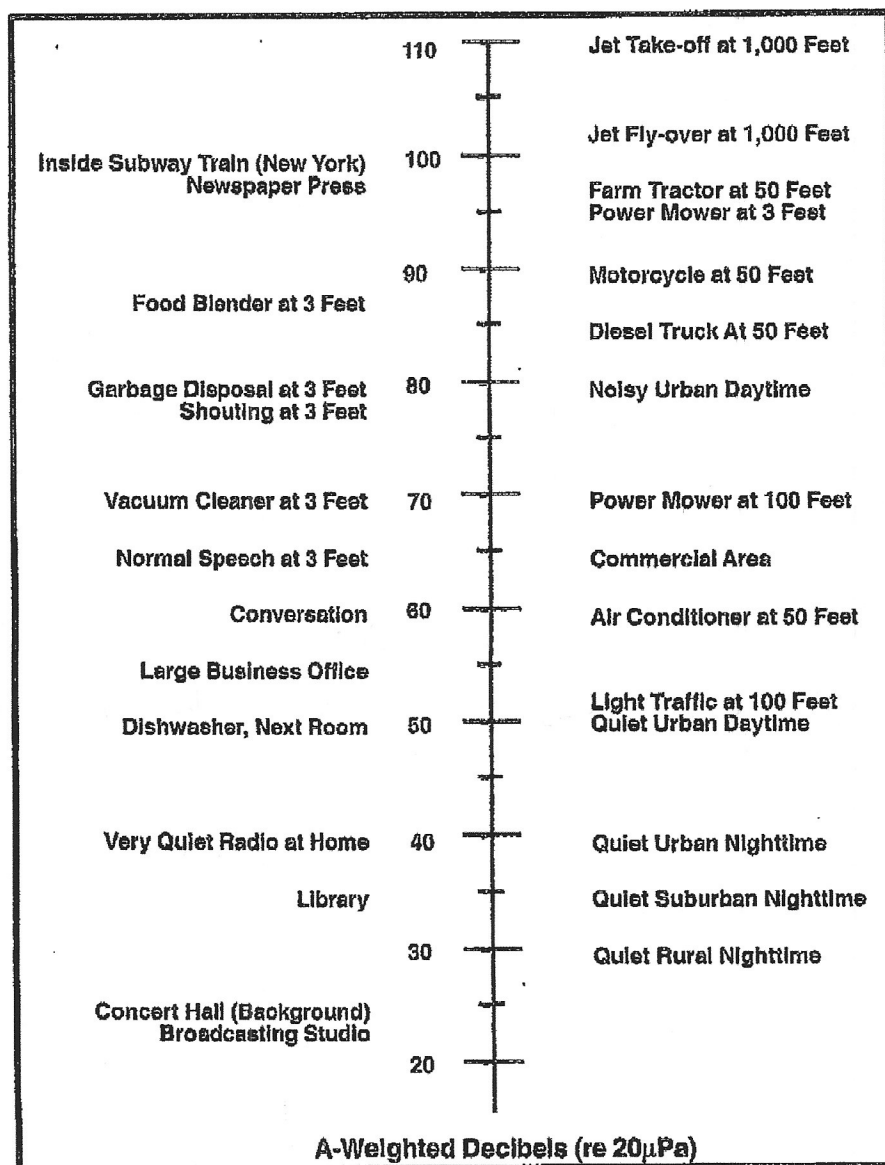 110 Jet Take-off at 1,000 Feet
Jet Fly-over at 1,000 Feet
Inside Subway Train (New York) 100
Newspaper Press
Farm Tractor at 50 Feet
Power Mower at 3 Feet
90 Motorcycle at 50 Feet
Food Blender at 3 Feet
Diesel Truck At 50 Feet
Garbage Disposal at 3 Feet 80 Noisy Urban Daytime
Shouting at 3 Feet
Vacuum Cleaner at 3 Feet 70 Power Mower at 100 Feet
Normal Speech at 3 Feet Commercial Area
Conversation 60 Air Conditioner at 50 Feet
Large Business Office
Light Traffic at 100 Feet
Dishwasher, Next Room 50 Quiet Urban Daytime
Very Quiet Radio at Home 40 Quiet Urban Nighttime
Library Quiet Suburban Nighttime
30 Quiet Rural Nighttime
Concert Hall (Background)
Broadcasting Studio
20
A-Weighted Decibels (re 20µPa)